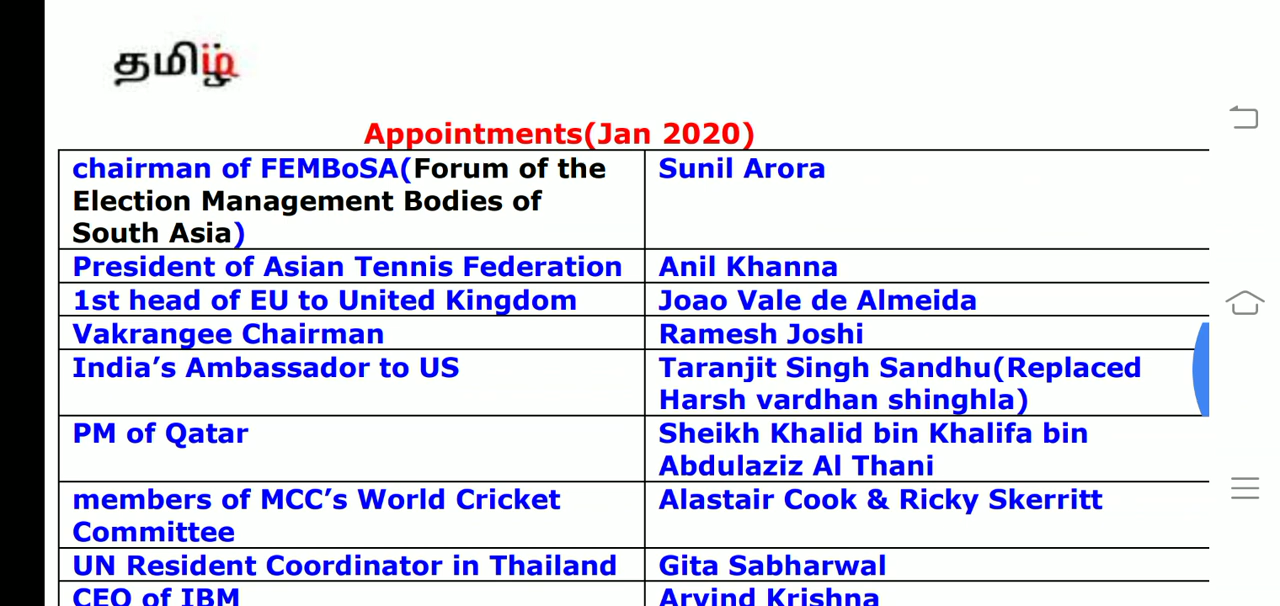 தமிழ்
Appointments(Jan 2020)
chairman of FEMBoSA(Forum of the
Election Management Bodies of
South Asia)
Sunil Arora
President of Asian Tennis Federation
Anil Khanna
1st head of EU to United Kingdom
Joao Vale de Almeida
Vakrangee Chairman
Ramesh Joshi
India’s Ambassador to US
Taranjit Singh Sandhu(Replaced
Harsh vardhan shinghla)
PM of Qatar
Sheikh Khalid bin Khalifa bin
Abdulaziz Al Thani
members of MCC’s World Cricket
Committee
Alastair Cook & Ricky Skerritt
UN Resident Coordinator in Thailand
Gita Sabharwal
CEO of IBM
Arvind Krishna